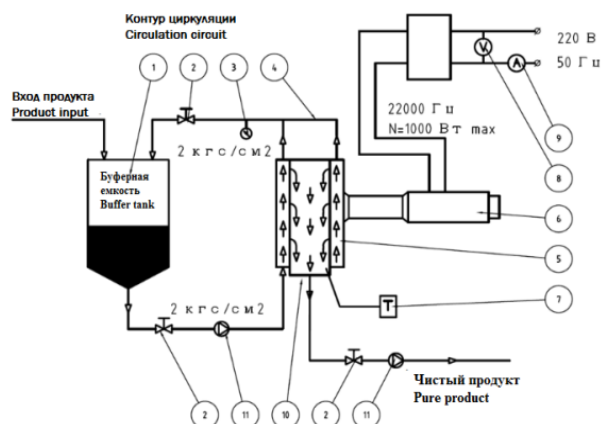 Контур циркуляции
Circulation circuit
1
2
3
4
220 В
50 Гц
V
A
9
8
Вход продукта
Product input
22000 Гц
N=1000 Вт max
2 кгс/см2
Буферная
емкость
Buffer tank
6
5
7
T
2 кгс/см2
Чистый продукт
Pure product
2
11
10
2
11